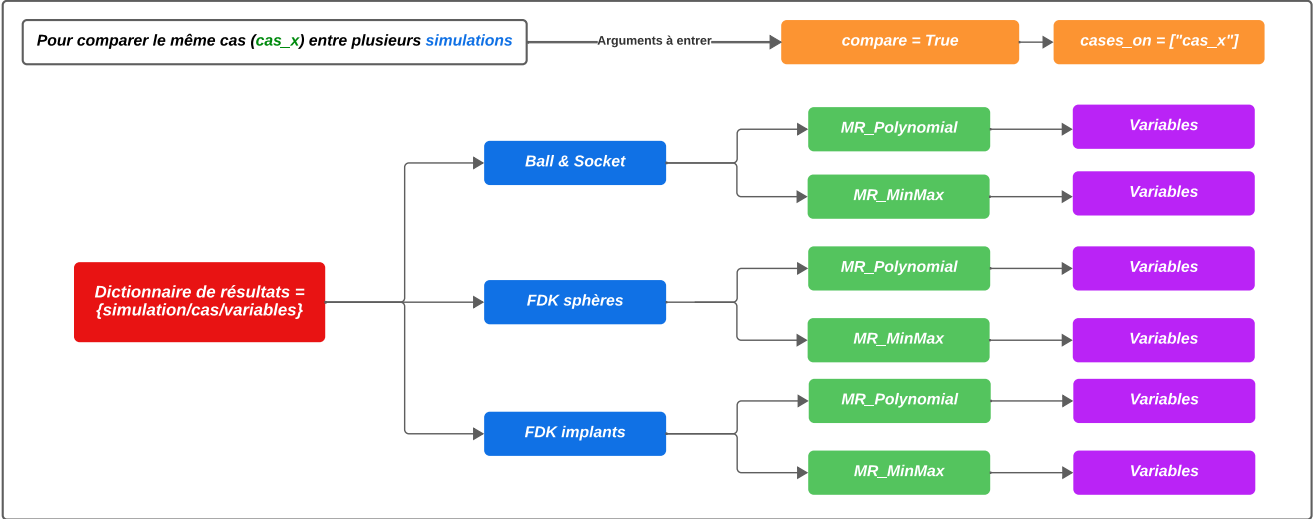 Pour comparer le même cas (cas_x) entre plusieurs simulations
Arguments à entrer
compare = True
cases_on = ["cas_x"]
MR_Polynomial
Variables
Ball & Socket
MR_MinMax
Variables
MR_Polynomial
Variables
Dictionnaire de résultats =
{simulation/cas/variables}
FDK sphères
MR_MinMax
Variables
MR_Polynomial
Variables
FDK implants
MR_MinMax
Variables